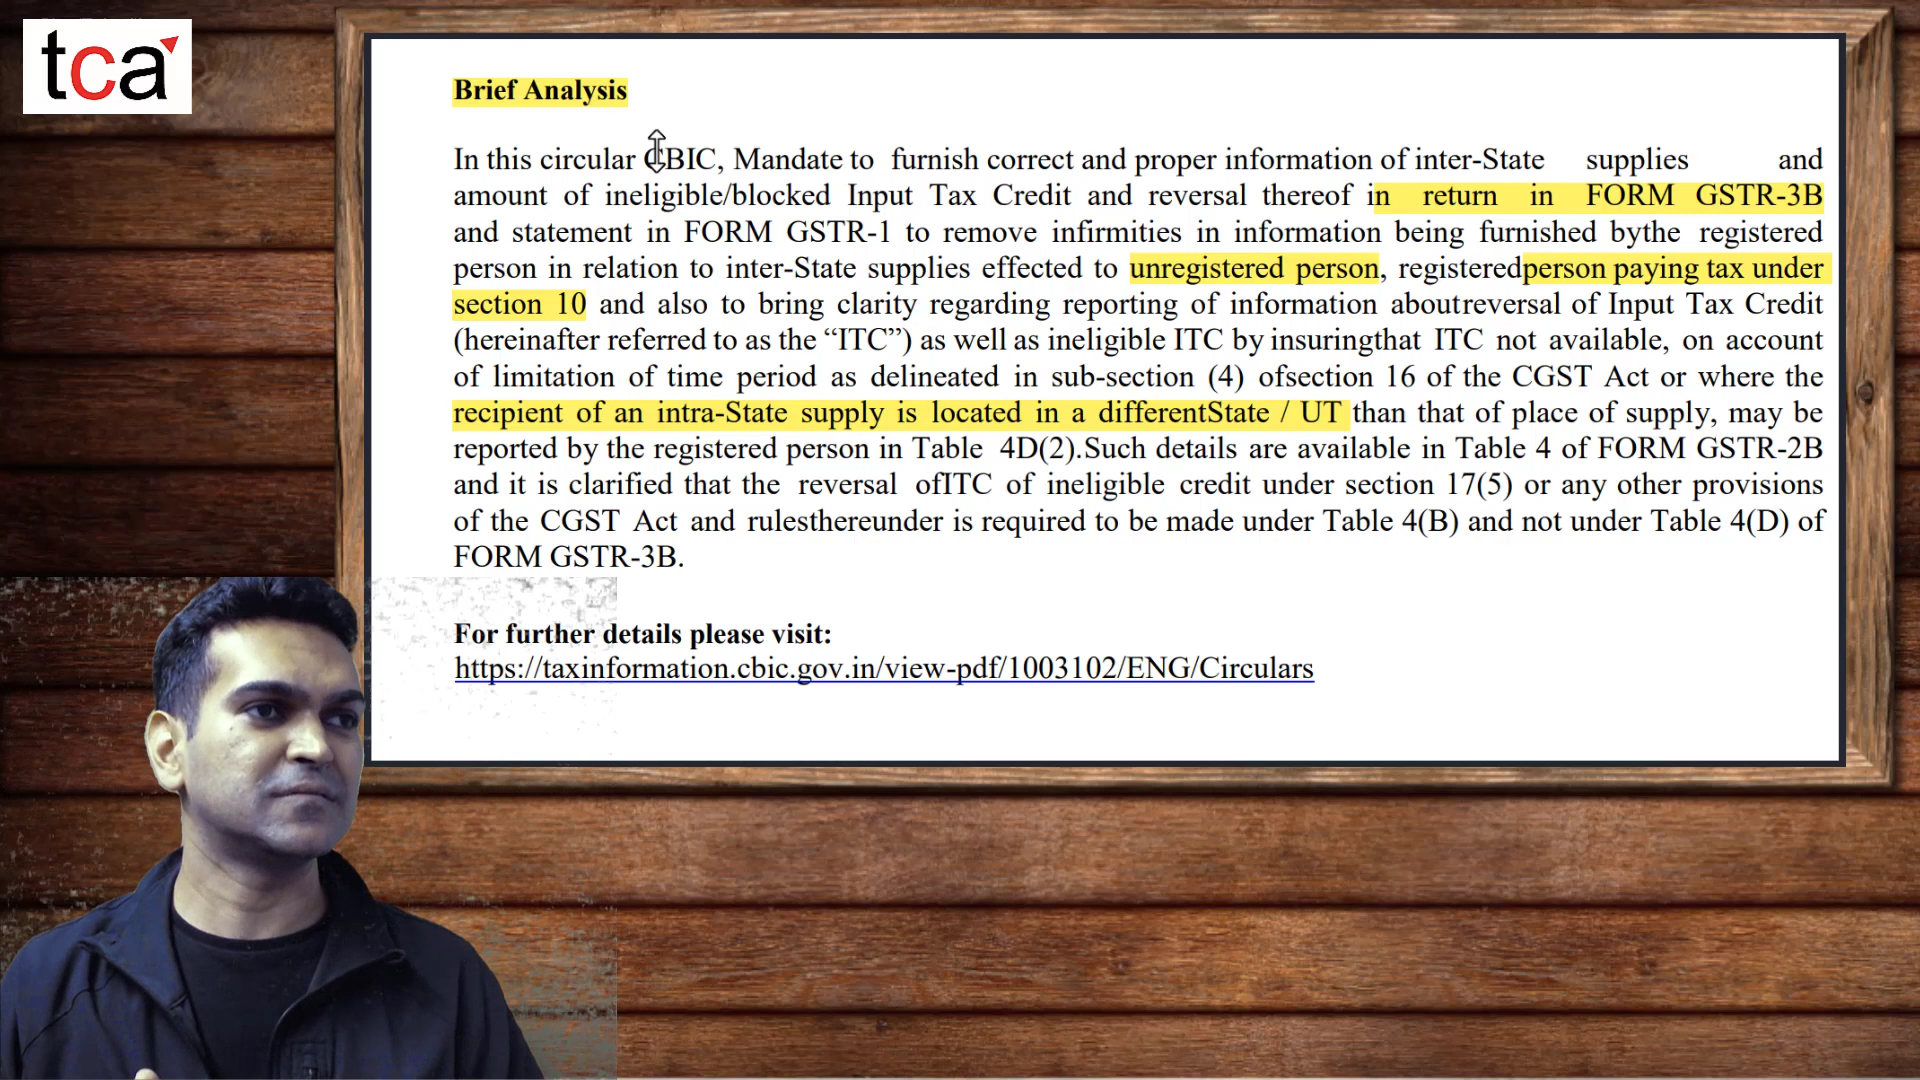 tca
Brief Analysis
In this circular CBIC, Mandate to furnish correct and proper information of inter-State supplies and
amount of ineligible/blocked Input Tax Credit and reversal thereof in return in FORM GSTR-3B
and statement in FORM GSTR-1 to remove infirmities in information being furnished bythe registered
person in relation to inter-State supplies effected to unregistered person, registeredperson paying tax under
section 10 and also to bring clarity regarding reporting of information aboutreversal of Input Tax Credit
(hereinafter referred to as the “ITC”) as well as ineligible ITC by insuringthat ITC not available, on account
of limitation of time period as delineated in sub-section (4) ofsection 16 of the CGST Act or where the
recipient of an intra-State supply is located in a differentState / UT than that of place of supply, may be
reported by the registered person in Table 4D(2).Such details are available in Table 4 of FORM GSTR-2B
and it is clarified that the reversal ofITC of ineligible credit under section 17(5) or any other provisions
of the CGST Act and rulesthereunder is required to be made under Table 4(B) and not under Table 4(D) of
FORM GSTR-3B.
For further details please visit:
https://taxinformation.cbic.gov.in/view-pdf/1003102/ENG/Circulars